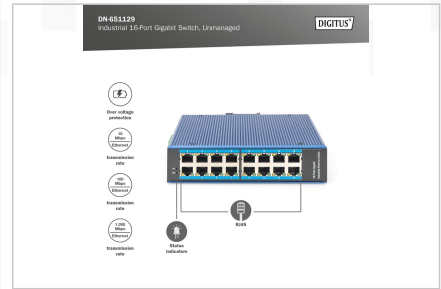 DN-651129
Industrial 16-Port Gigabit Switch, Unmanaged
DIGITUS®
Over voltage
protection
10
Mbps
Ethernet
Transmission
rate
100
Mbps
Ethernet
Transmission
rate
1.000
Mbps
Ethernet
Transmission
rate
Status
indicators
RJ45